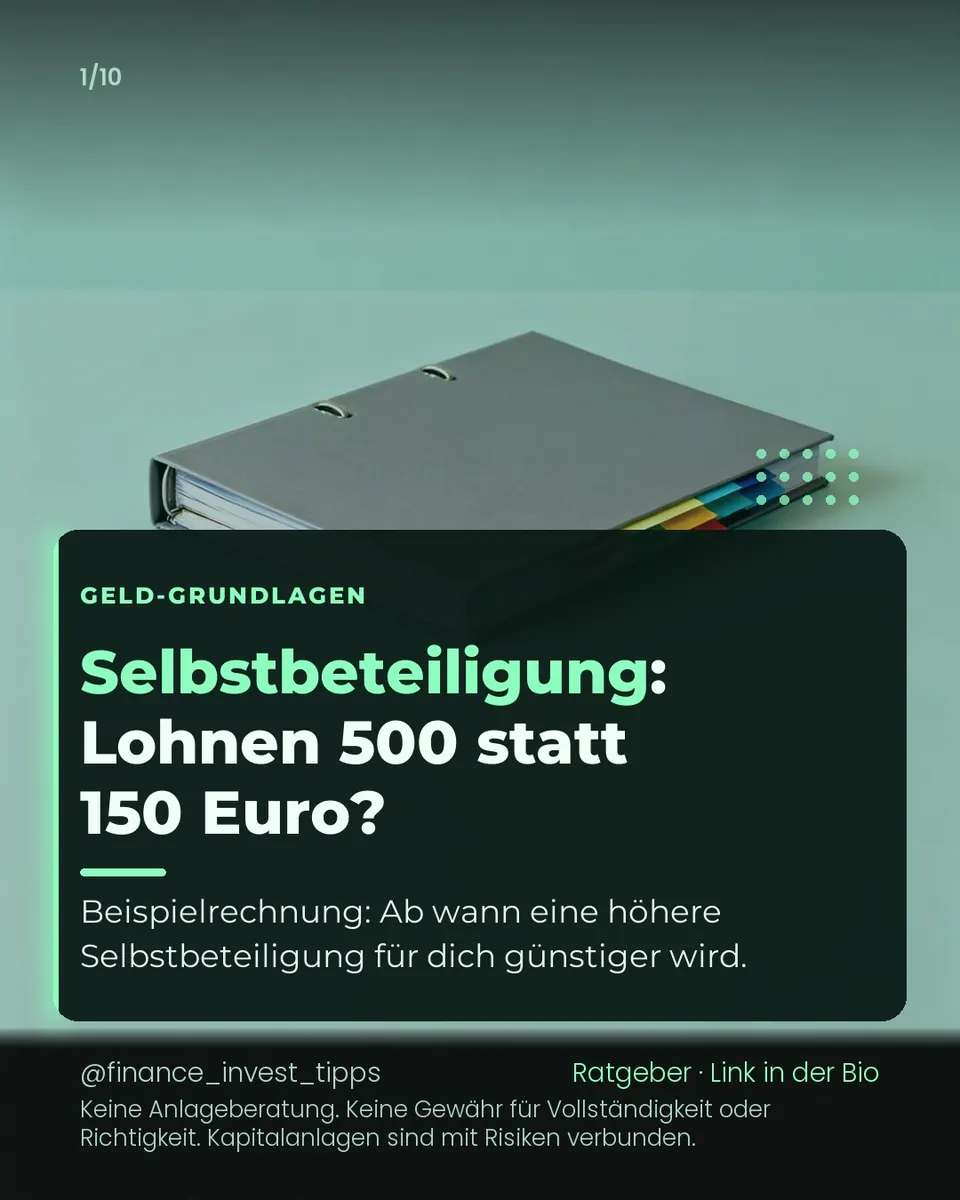 1/10
GELD-GRUNDLAGEN
Selbstbeteiligung:
Lohnen 500 statt
150 Euro?
Beispielrechnung: Ab wann eine höhere
Selbstbeteiligung für dich günstiger wird.
@finance_invest_tipps
Ratgeber · Link in der Bio
Keine Anlageberatung. Keine Gewähr für Vollständigkeit oder
Richtigkeit. Kapitalanlagen sind mit Risiken verbunden.